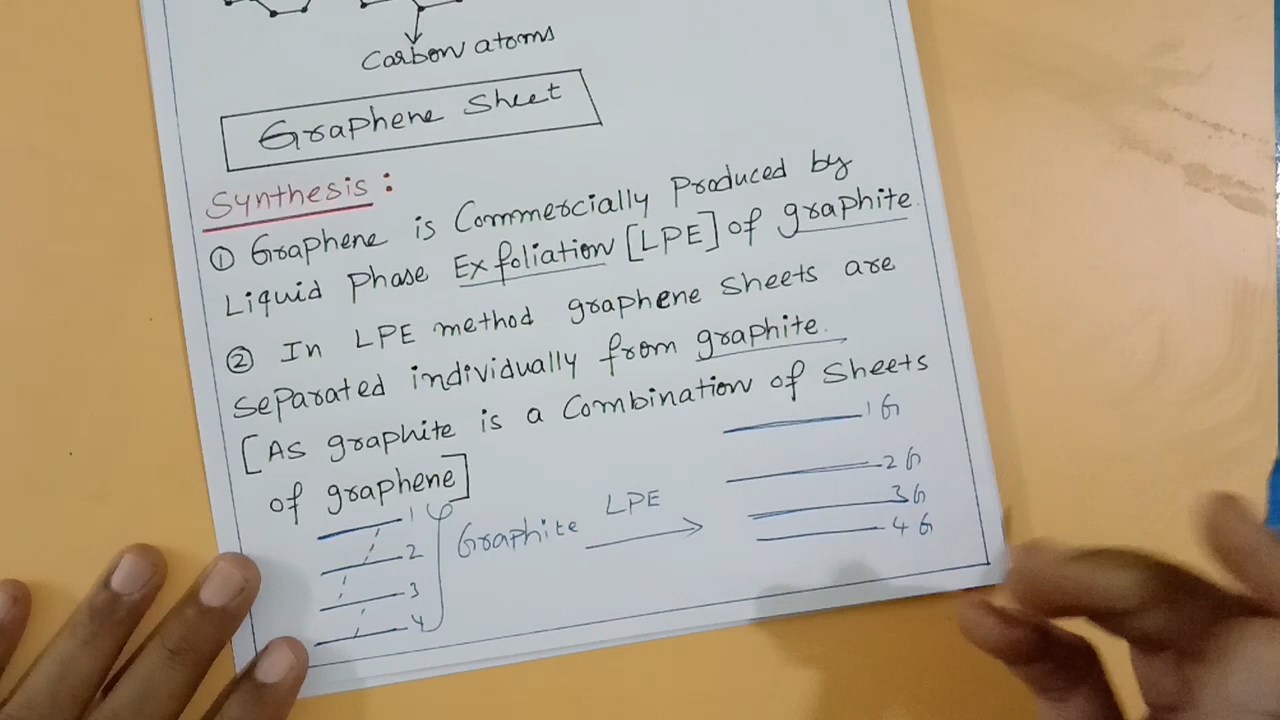 Carbon atoms
Graphene Sheet
Synthesis:
① Graphene is Commercially Produced by
Liquid Phase Exfoliation [LPE] of graphite.
② In LPE method graphene sheets are
separated individually from graphite.
[As graphite is a Combination of sheets
of graphene]
1
2
3
4
Graphite
LPE
1 G
2 G
3 G
4 G